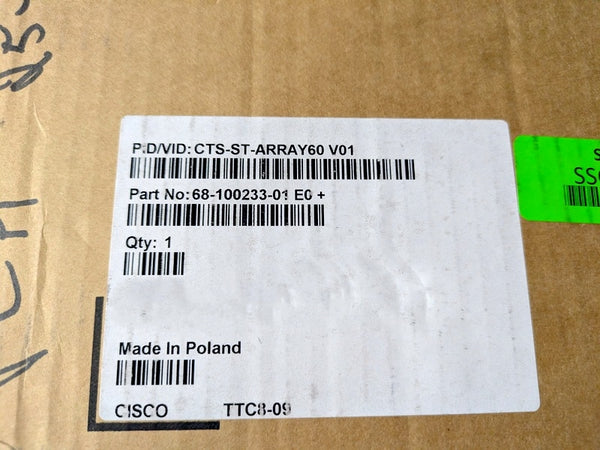 P:D/VID: CTS-ST-ARRAY60 V01
Part No: 68-100233-01 E0 +
Qty: 1
Made In Poland
CISCO TTC8-09